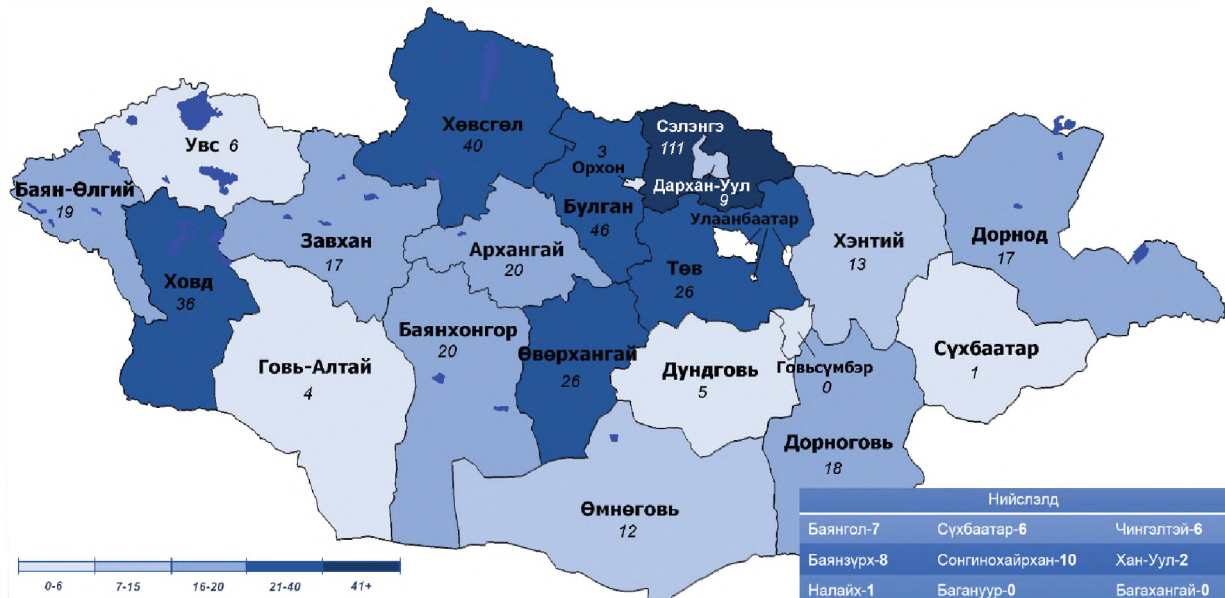 Хөвсгөл
40
Сэлэнгэ
111
Увс 6
3
Орхон
Дархан-Уул
9
Баян-Өлгий
19
Булган
46
Улаанбаатар
Завхан
17
Архангай
20
Хэнтий
13
Дорнод
17
Ховд
36
Төв
26
Баянхонгор
20
Өвөрхангай
26
Говь-Алтай
4
Дундговь
5
Говьсүмбэр
0
Сүхбаатар
1
Дорноговь
18
Өмнөговь
12
0-6 7-15 16-20 21-40 41+
Нийслэлд
Баянгол-7 Сүхбаатар-6 Чингэлтэй-6
Баянзүрх-8 Сонгинохайрхан-10 Хан-Уул-2
Налайх-1 Багануур-0 Багахангай-0